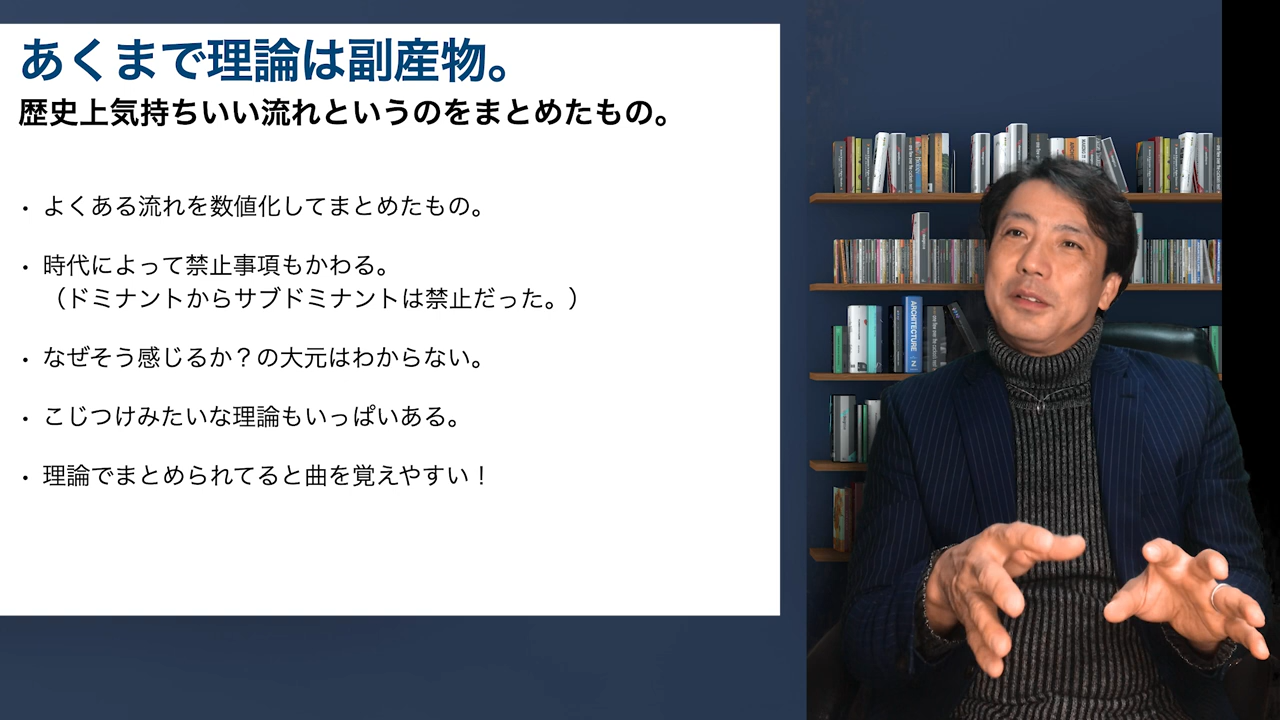 あくまで理論は副産物。
歴史上気持ちいい流れというのをまとめたもの。
・よくある流れを数値化してまとめたもの。
・時代によって禁止事項もかわる。
（ドミナントからサブドミナントは禁止だった。）
・なぜそう感じるか？の大元はわからない。
・こじつけみたいな理論もいっぱいある。
・理論でまとめられてると曲を覚えやすい！
ARCHITECTURE